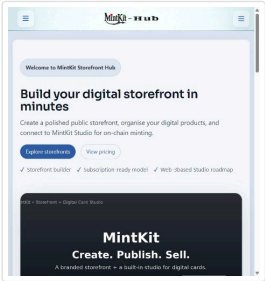 MintKit - Hub
Welcome to MintKit Storefront Hub
Build your digital storefront in
minutes
Create a polished public storefront, organise your digital products, and
connect to MintKit Studio for on-chain minting.
Explore storefronts
View pricing
✓ Storefront builder ✓ Subscription-ready model ✓ Web 3based Studio roadmap
ntKit • Storefront + Digital Card Studio
MintKit
Create. Publish. Sell.
A branded storefront + a built-in studio for digital cards.